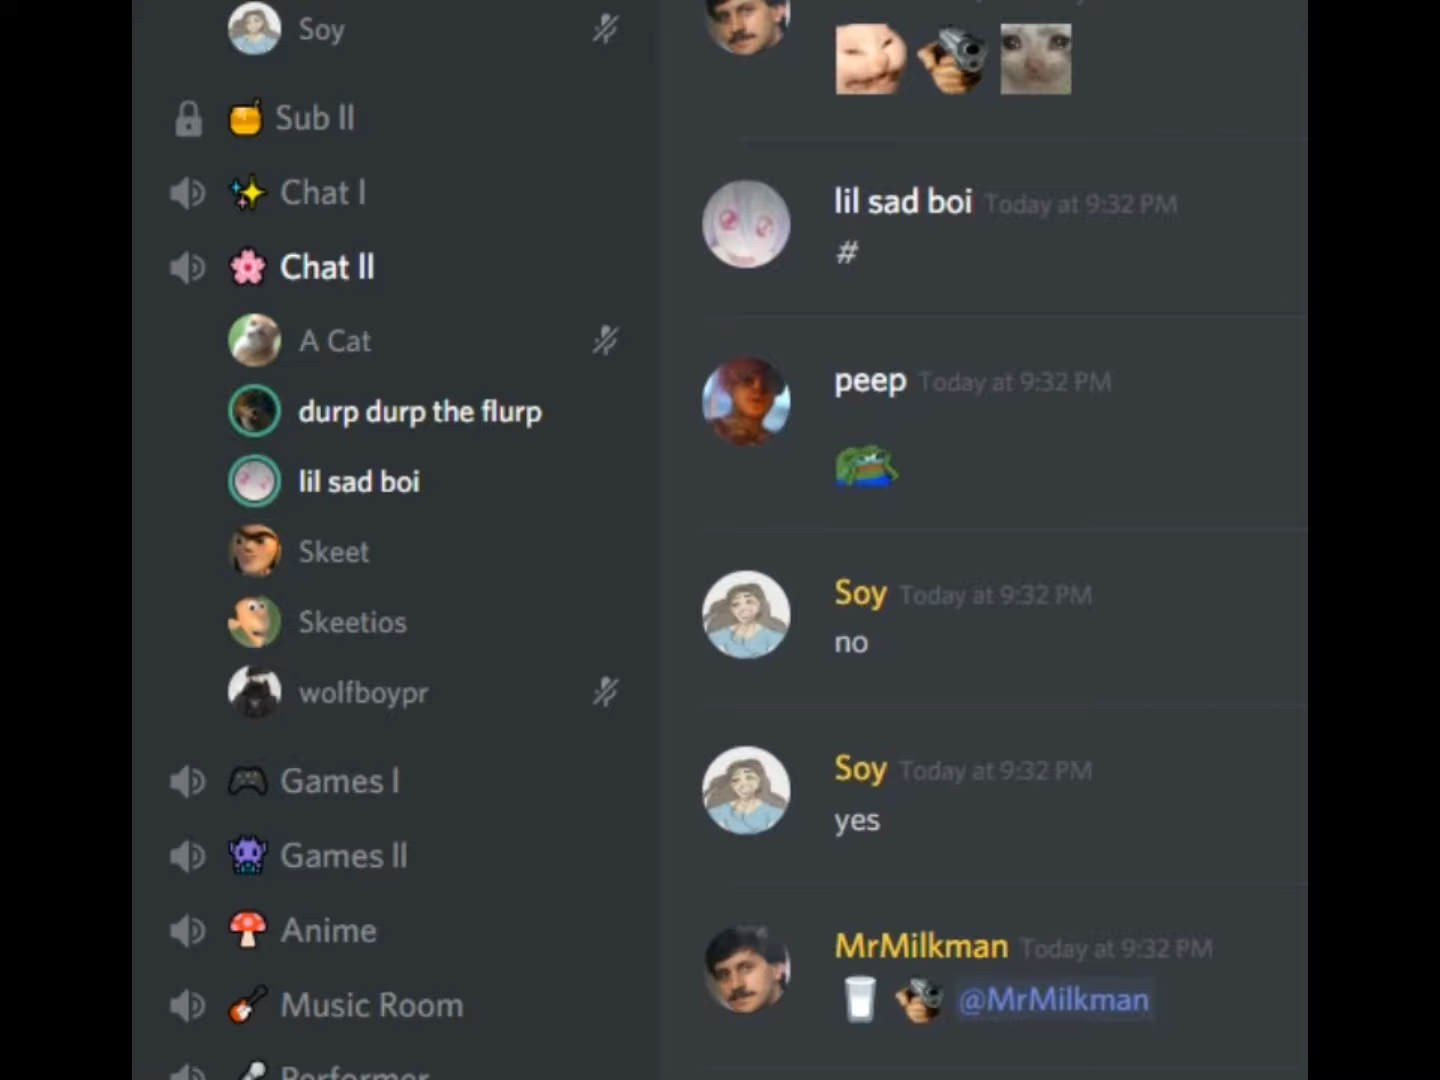 Soy
Sub II
Chat I
Chat II
A Cat
durp durp the flurp
lil sad boi
Skeet
Skeetios
wolfboypr
Games I
Games II
Anime
Music Room
Performer
lil sad boi Today at 9:32 PM
#
peep Today at 9:32 PM
Soy Today at 9:32 PM
no
Soy Today at 9:32 PM
yes
MrMilkman Today at 9:32 PM
@MrMilkman